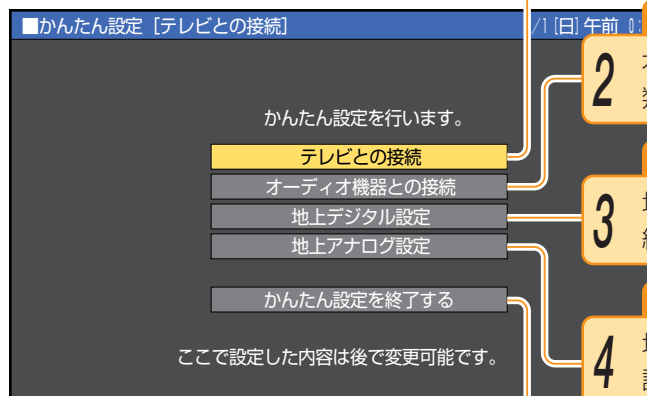 ■かんたん設定［テレビとの接続］
/1［日］午前 0:
かんたん設定を行います。
テレビとの接続
オーディオ機器との接続
地上デジタル設定
地上アナログ設定
かんたん設定を終了する
ここで設定した内容は後で変更可能です。
2
3
4